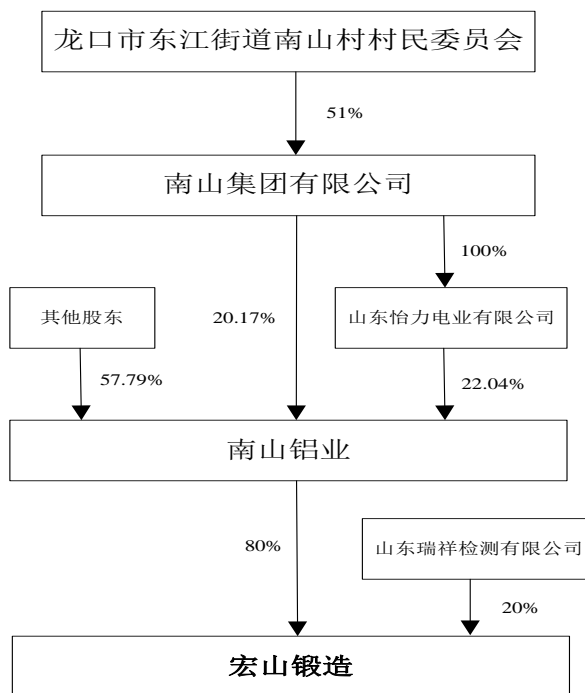 龙口市东江街道南山村村民委员会
51%
南山集团有限公司
100%
其他股东
20.17%
山东怡力电业有限公司
57.79%
22.04%
南山铝业
80%
山东瑞祥检测有限公司
20%
宏山锻造